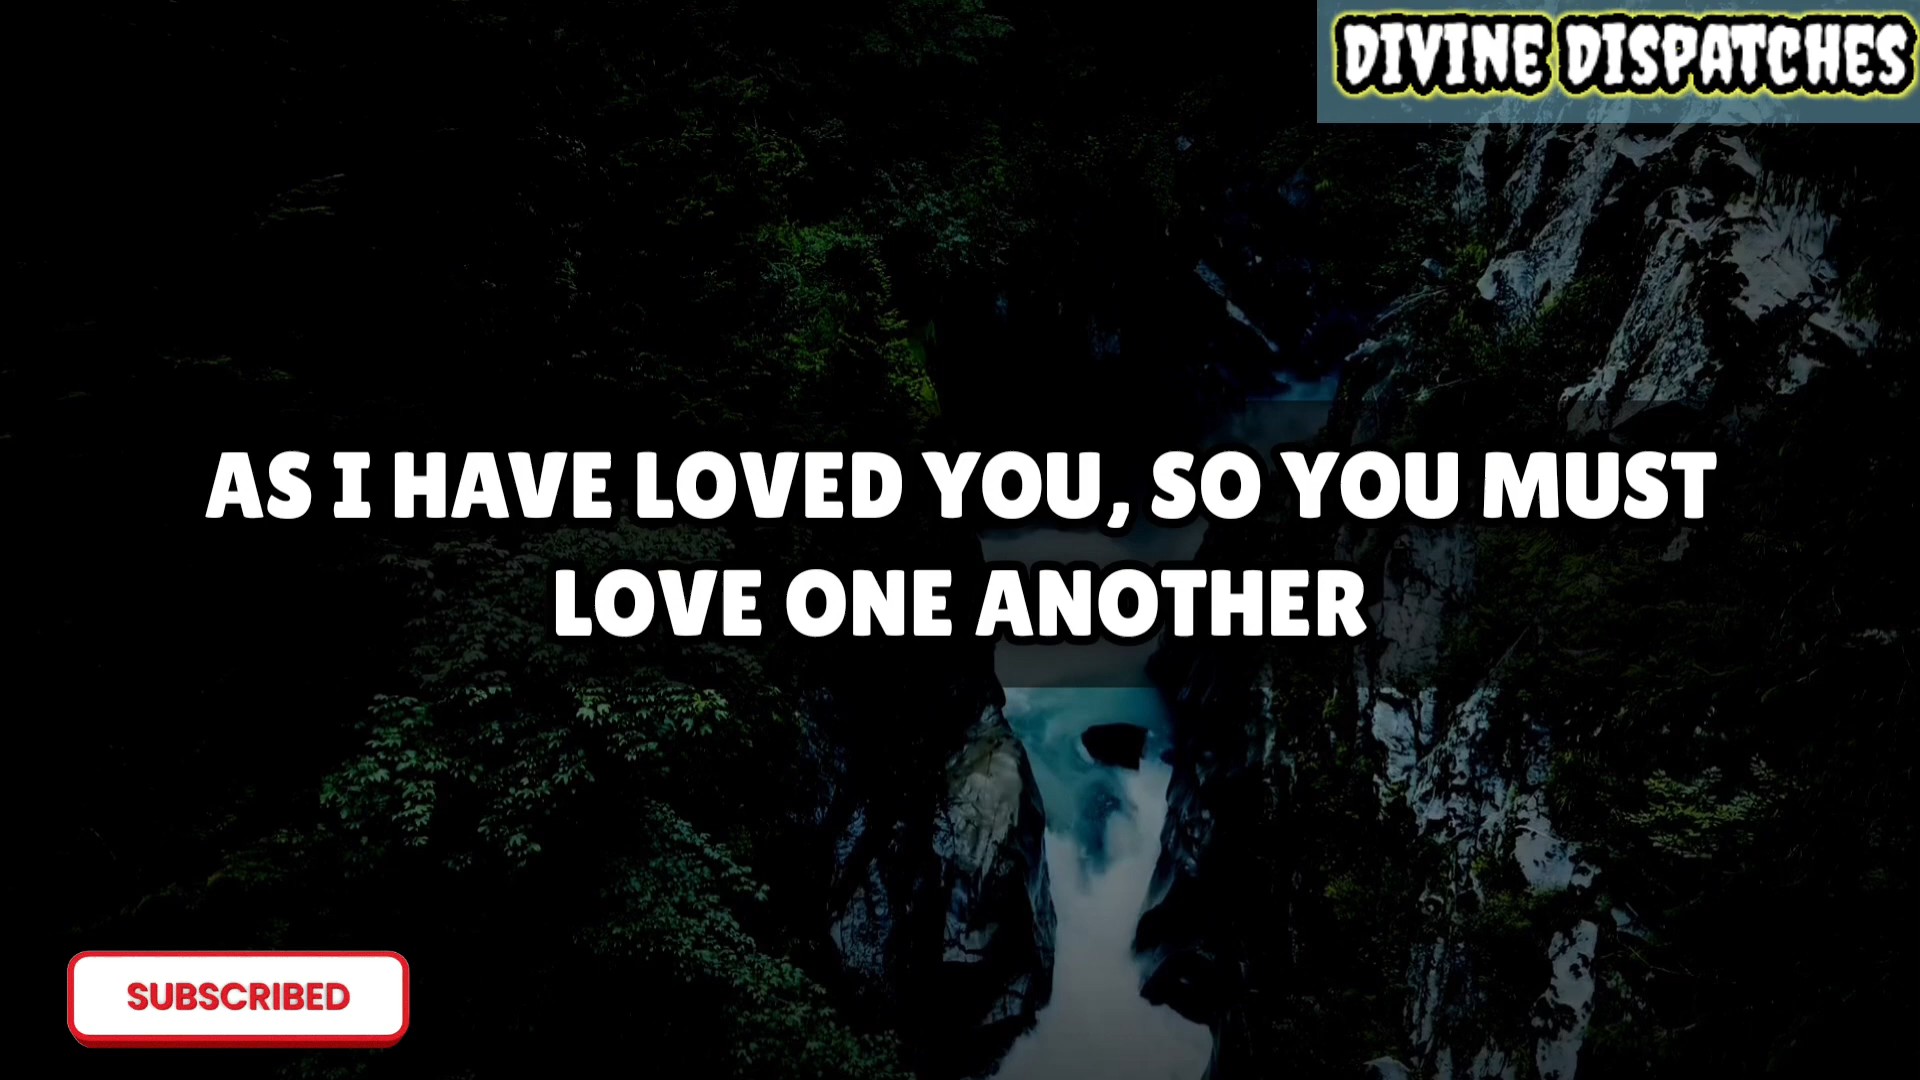 DIVINE DISPATCHES
AS I HAVE LOVED YOU, SO YOU MUST
LOVE ONE ANOTHER
SUBSCRIBED